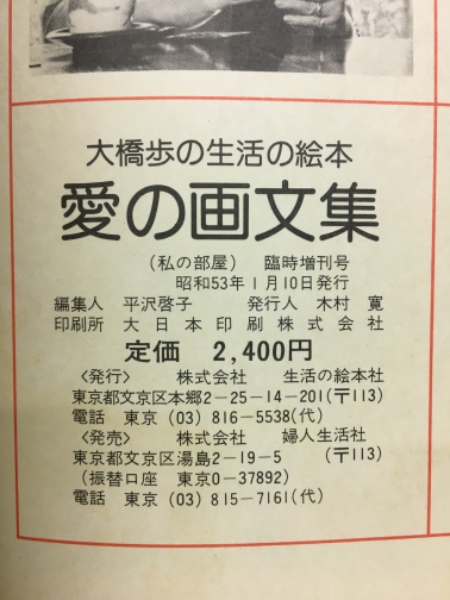 大橋歩の生活の絵本
愛の画文集
（私の部屋） 臨時増刊号
昭和53年1月10日発行
編集人 平沢啓子 発行人 木村 寛
印刷所 大日本印刷株式会社
定価 2,400円
〈発行〉 株式会社 生活の絵本社
東京都文京区本郷2－25－14－201(〒113)
電話 東京(03)816－5538(代)
〈発売〉 株式会社 婦人生活社
東京都文京区湯島2－19－5 (〒113)
（振替口座 東京0－37892）
電話 東京(03)815－7161(代)